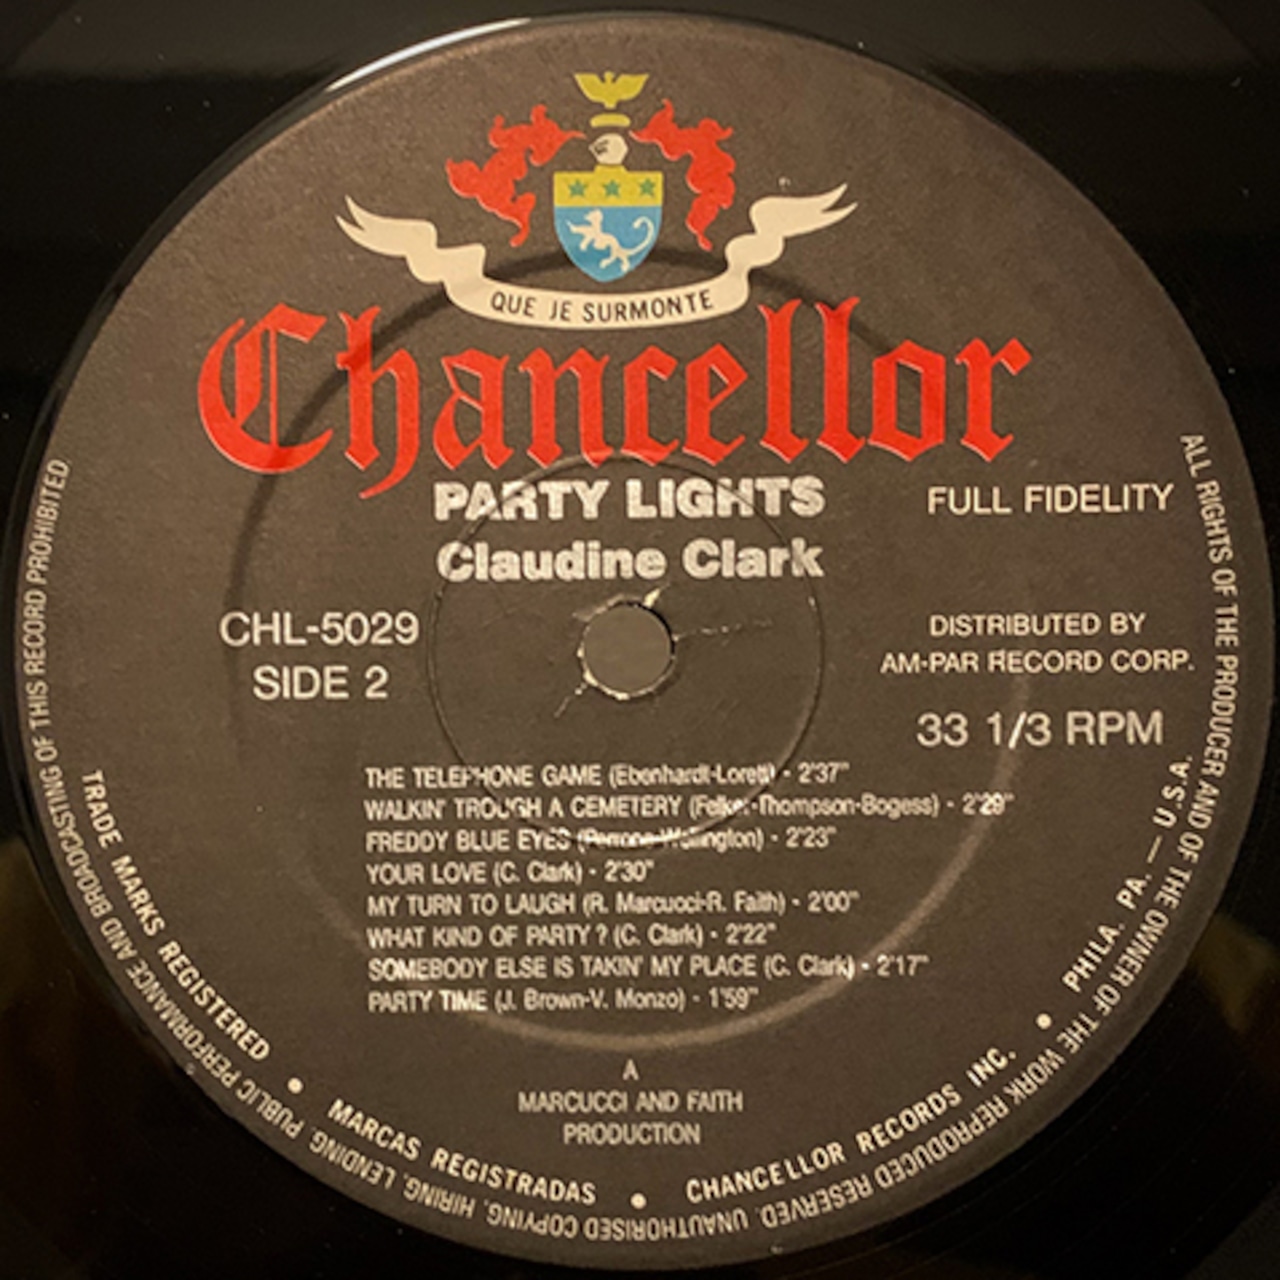 QUE JE SURMONTE
Chancellor
PARTY LIGHTS
Claudine Clark
FULL FIDELITY
CHL-5029
SIDE 2
DISTRIBUTED BY
AM-PAR RECORD CORP.
33 1/3 RPM
THE TELEPHONE GAME (Ebenhardt-Loretti) - 2'37"
WALKIN' TROUGH A CEMETERY (Felker-Thompson-Bogess) - 2'29"
FREDDY BLUE EYES (Perrone-Wellington) - 2'23"
YOUR LOVE (C. Clark) - 2'30"
MY TURN TO LAUGH (R. Marcucci-R. Faith) - 2'00"
WHAT KIND OF PARTY ? (C. Clark) - 2'22"
SOMEBODY ELSE IS TAKIN' MY PLACE (C. Clark) - 2'17"
PARTY TIME (J. Brown-V. Monzo) - 1'59"
A
MARCUCCI AND FAITH
PRODUCTION
TRADE MARKS REGISTERED • MARCAS REGISTRADAS • CHANCELLOR RECORDS INC. • PHILA. PA. — U.S.A.
ALL RIGHTS OF THE PRODUCER AND OF THE OWNER OF THE WORK REPRODUCED RESERVED. UNAUTHORISED COPYING, HIRING, LENDING, PUBLIC PERFORMANCE AND BROADCASTING OF THIS RECORD PROHIBITED